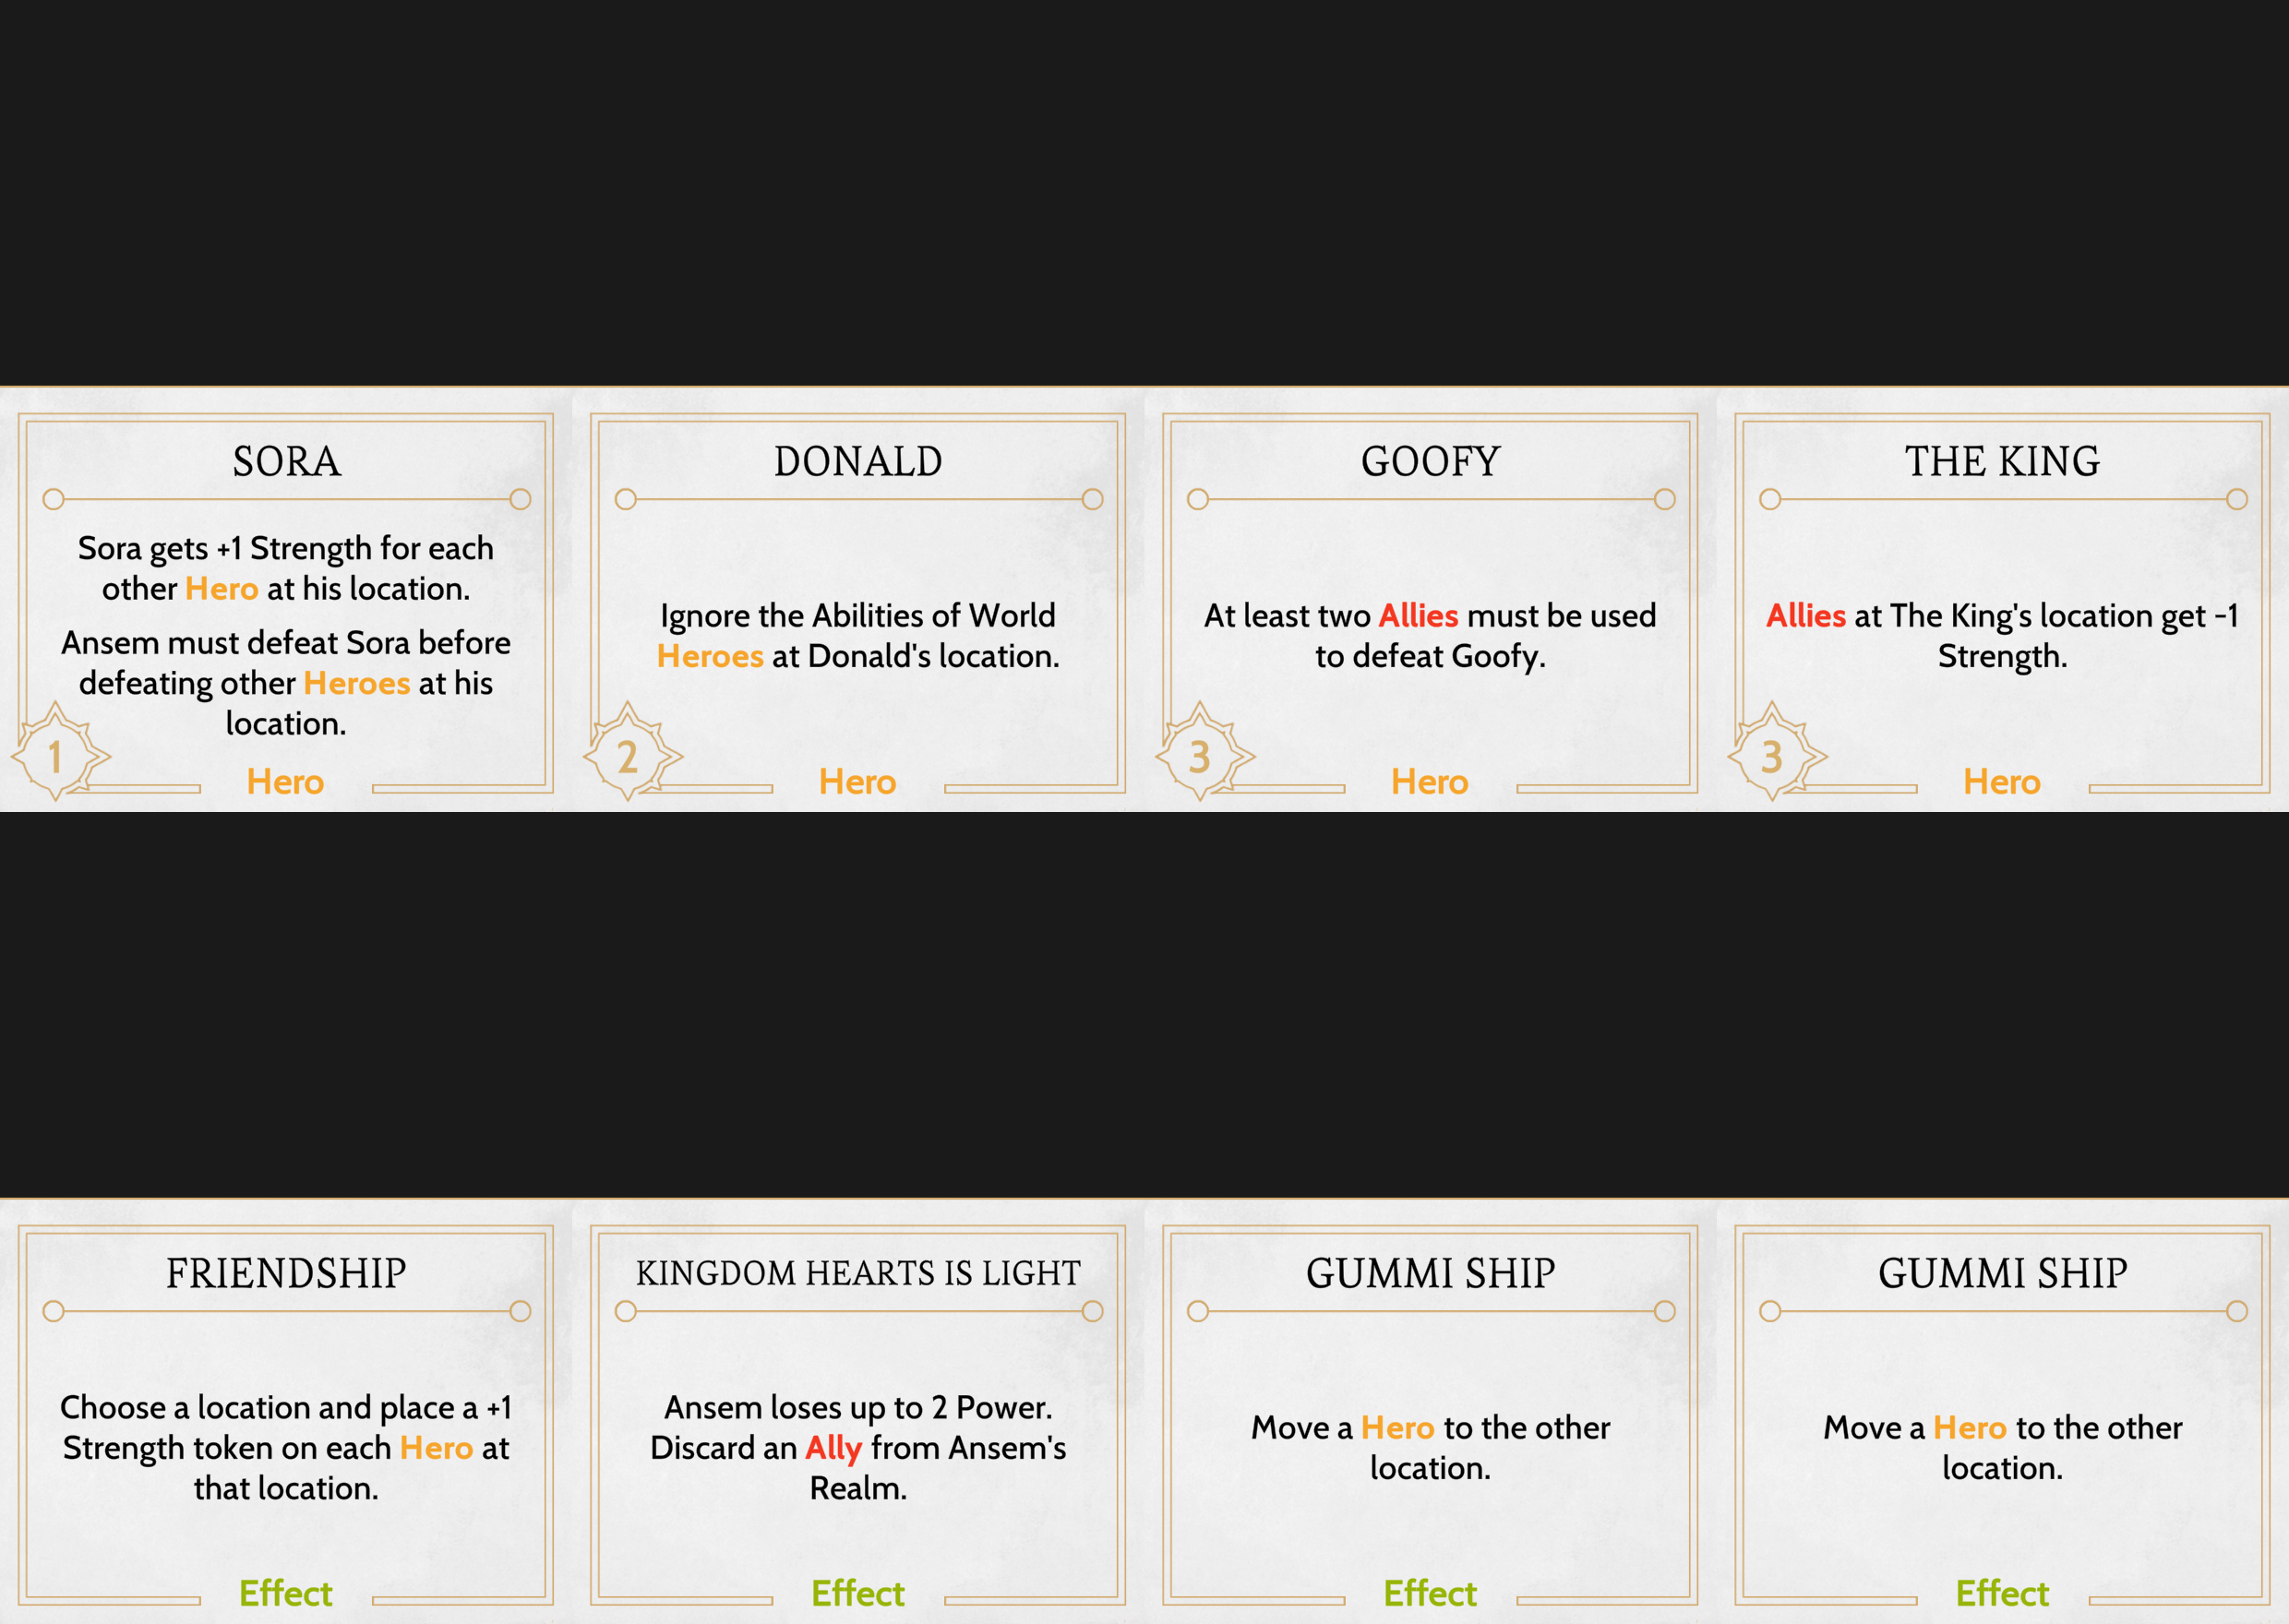 SORA
Sora gets +1 Strength for each
other Hero at his location.
Ansem must defeat Sora before
defeating other Heroes at his
location.
1
Hero
DONALD
Ignore the Abilities of World
Heroes at Donald's location.
2
Hero
GOOFY
At least two Allies must be used
to defeat Goofy.
3
Hero
THE KING
Allies at The King's location get -1
Strength.
3
Hero
FRIENDSHIP
Choose a location and place a +1
Strength token on each Hero at
that location.
Effect
KINGDOM HEARTS IS LIGHT
Ansem loses up to 2 Power.
Discard an Ally from Ansem's
Realm.
Effect
GUMMI SHIP
Move a Hero to the other
location.
Effect
GUMMI SHIP
Move a Hero to the other
location.
Effect